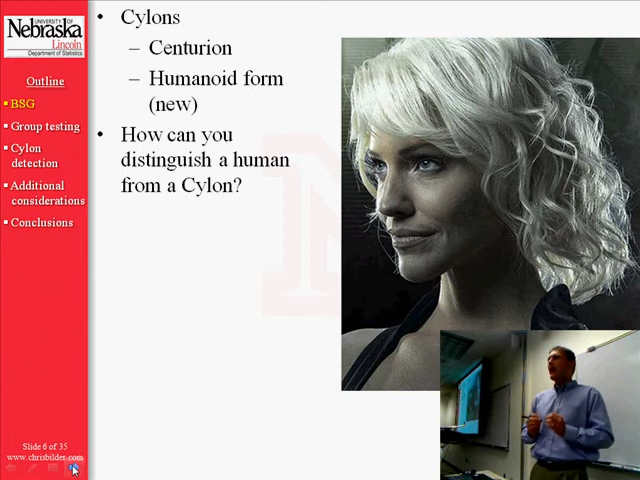 UNIVERSITY OF
Nebraska
Lincoln
Department of Statistics
Outline
▪ BSG
▪ Group testing
▪ Cylon
detection
▪ Additional
considerations
▪ Conclusions
Slide 6 of 35
www.chrisbilder.com
• Cylons
– Centurion
– Humanoid form
(new)
• How can you
distinguish a human
from a Cylon?